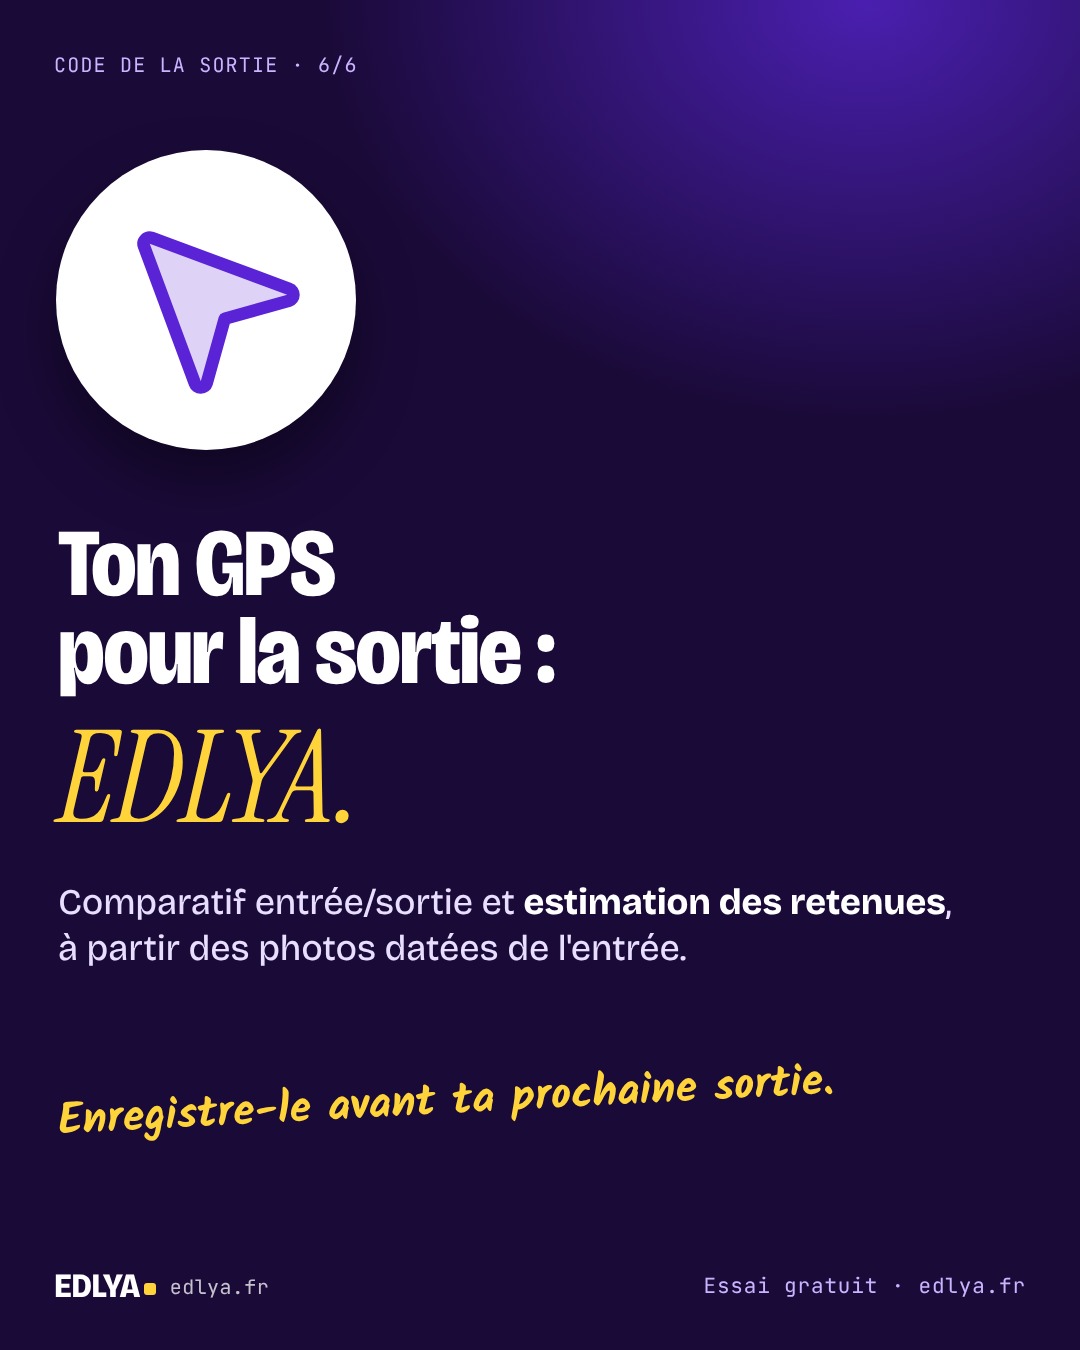 CODE DE LA SORTIE · 6/6
Ton GPS
pour la sortie :
EDLYA.
Comparatif entrée/sortie et estimation des retenues,
à partir des photos datées de l'entrée.
Enregistre-le avant ta prochaine sortie.
EDLYA edlya.fr
Essai gratuit · edlya.fr